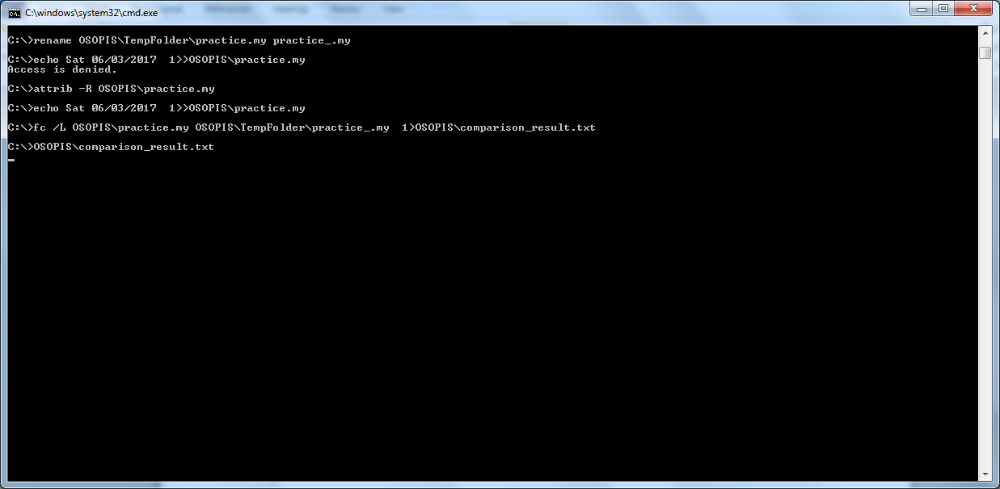 C:\windows\system32\cmd.exe
C:\>rename OSOPIS\TempFolder\practice.my practice_.my
C:\>echo Sat 06/03/2017  1>>OSOPIS\practice.my
Access is denied.
C:\>attrib -R OSOPIS\practice.my
C:\>echo Sat 06/03/2017  1>>OSOPIS\practice.my
C:\>fc /L OSOPIS\practice.my OSOPIS\TempFolder\practice_.my  1>OSOPIS\comparison_result.txt
C:\>OSOPIS\comparison_result.txt